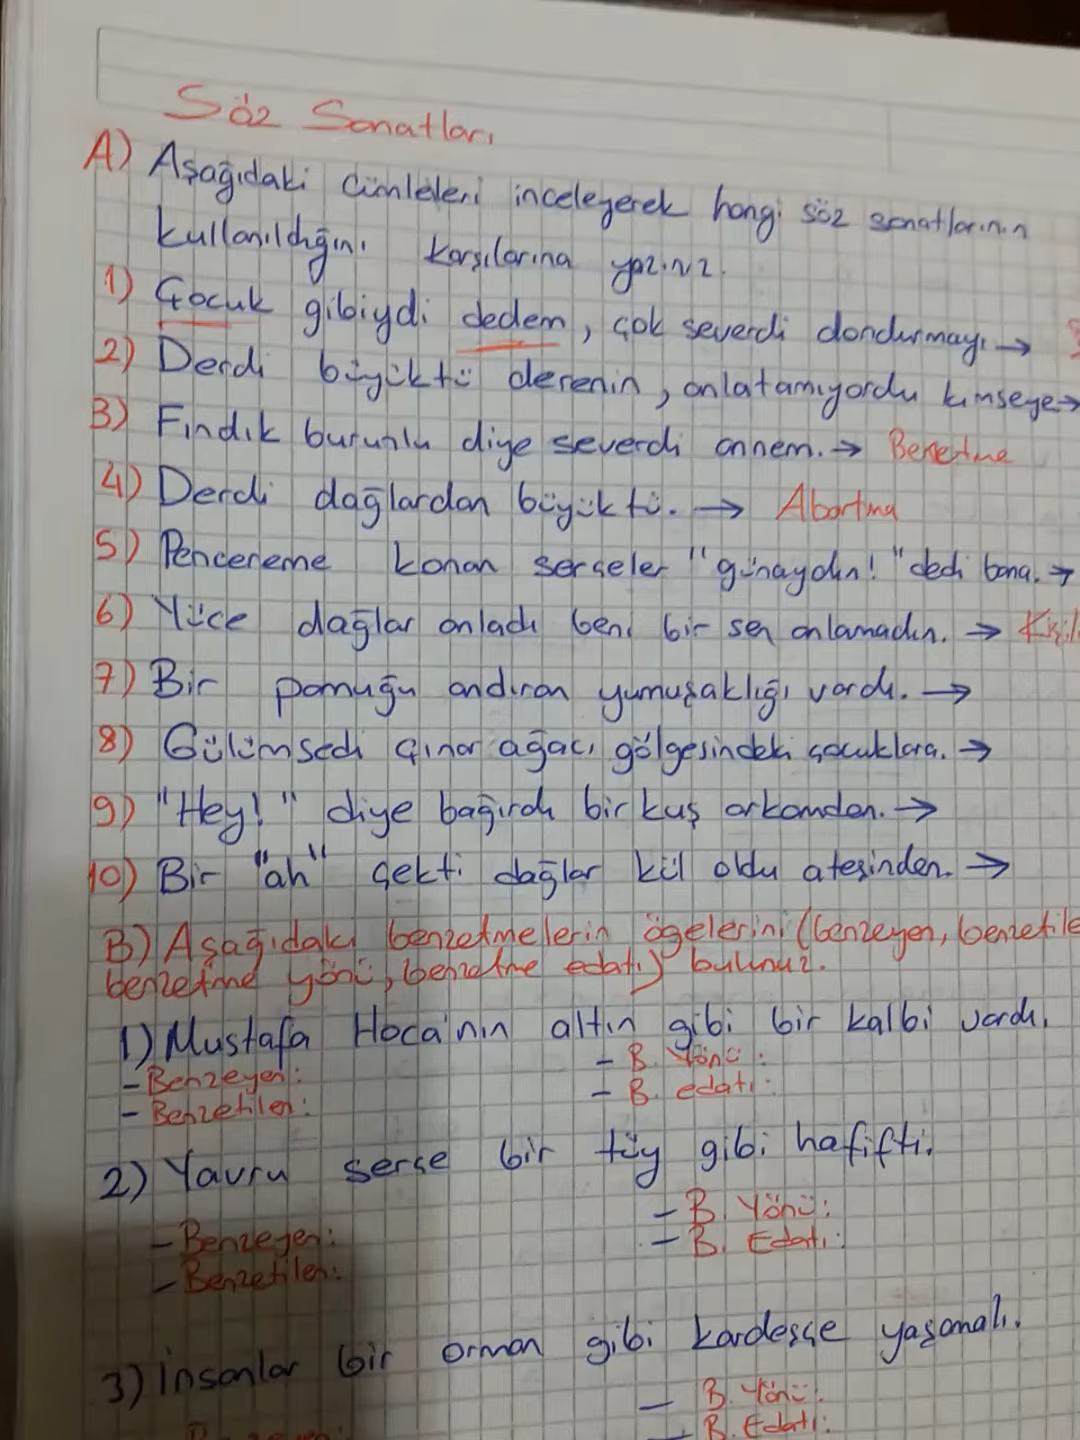 Söz Sanatları
A) Aşağıdaki cümleleri inceleyerek hangi söz sanatlarının
kullanıldığını karşılarına yazınız.
1) Çocuk gibiydi dedem, çok severdi dondurmayı →
2) Derdi büyüktü derenin, anlatamıyordu kimseye →
3) Fındık burunlu diye severdi annem. → Benzetme
4) Derdi dağlardan büyüktü. → Abartma
5) Pencereme konan serçeler "günaydın!" dedi bana. →
6) Yüce dağlar anladı beni bir sen anlamadın. → Kişil
7) Bir pamuğu andıran yumuşaklığı vardı. →
8) Gülümsedi çınar ağacı gölgesindeki çocuklara. →
9) "Hey!" diye bağırdı bir kuş arkamdan. →
10) Bir "ah" çekti dağlar kül oldu ateşinden. →
B) Aşağıdaki benzetmelerin ögelerini (benzeyen, benzetile
benzetme yönü, benzetme edatı) bulunuz.
1) Mustafa Hoca'nın altın gibi bir kalbi vardı.
- Benzeyen: - B. Yönü:
- Benzetilen: - B. edatı:
2) Yavru serçe bir tüy gibi hafifti.
- Benzeyen: - B. Yönü:
- Benzetilen: - B. Edatı:
3) İnsanlar bir orman gibi kardeşçe yaşamalı.
- B. Yönü:
- B. Edatı: